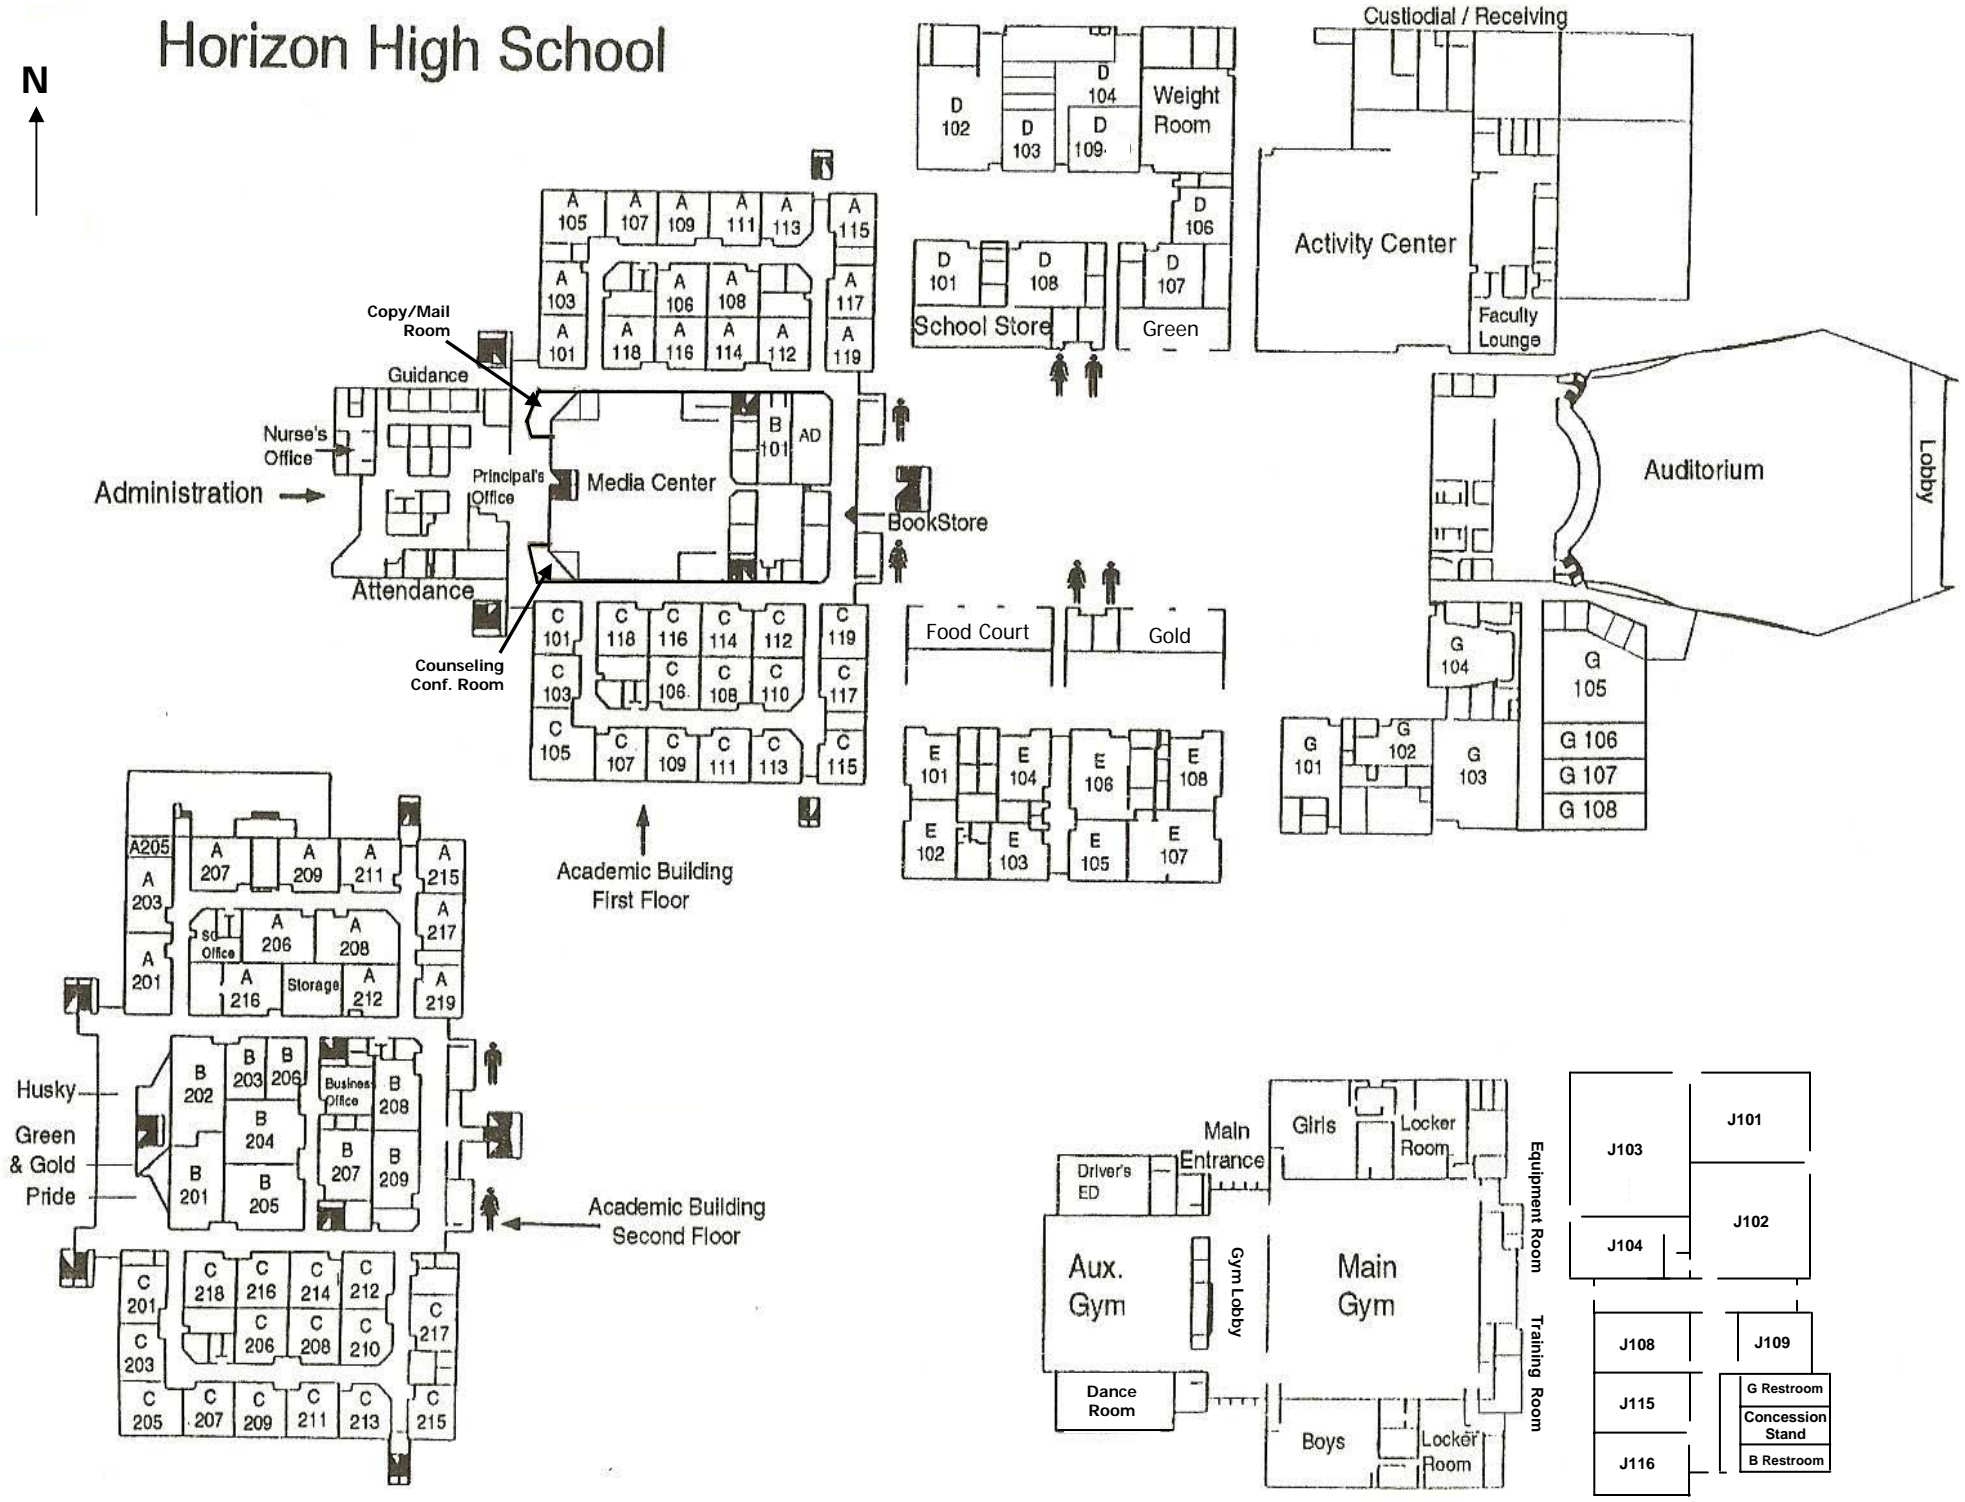 Horizon High School
N
Custiodial / Receiving
D
102
D
103
D
104
D
109
Weight
Room
D
106
D
101
D
108
D
107
School Store
Green
Activity Center
Faculty
Lounge
A
105
A
107
A
109
A
111
A
113
A
115
A
103
A
106
A
108
A
117
A
101
A
118
A
116
A
114
A
112
A
119
Copy/Mail
Room
Guidance
Nurse's
Office
Administration
Principal's
Office
Media Center
B
101
AD
BookStore
Attendance
Counseling
Conf. Room
Auditorium
Lobby
C
101
C
118
C
116
C
114
C
112
C
119
C
103
C
106
C
108
C
110
C
117
C
105
C
107
C
109
C
111
C
113
C
115
Academic Building
First Floor
Food Court
Gold
E
101
E
104
E
106
E
108
E
102
E
103
E
105
E
107
G
104
G
105
G
101
G
102
G
103
G 106
G 107
G 108
A205
A
207
A
209
A
211
A
215
A
203
SC
Office
A
206
A
208
A
217
A
201
A
216
Storage
A
212
A
219
Husky
Green
& Gold
Pride
B
202
B
203
B
206
Busines
Office
B
208
B
204
B
201
B
205
B
207
B
209
Academic Building
Second Floor
C
201
C
218
C
216
C
214
C
212
C
217
C
203
C
206
C
208
C
210
C
205
C
207
C
209
C
211
C
213
C
215
Main
Entrance
Girls
Locker
Room
Driver's
ED
Aux.
Gym
Gym Lobby
Main
Gym
Equipment Room
Training Room
Dance
Room
Boys
Locker
Room
J103
J101
J102
J104
J108
J109
J115
J116
G Restroom
Concession
Stand
B Restroom